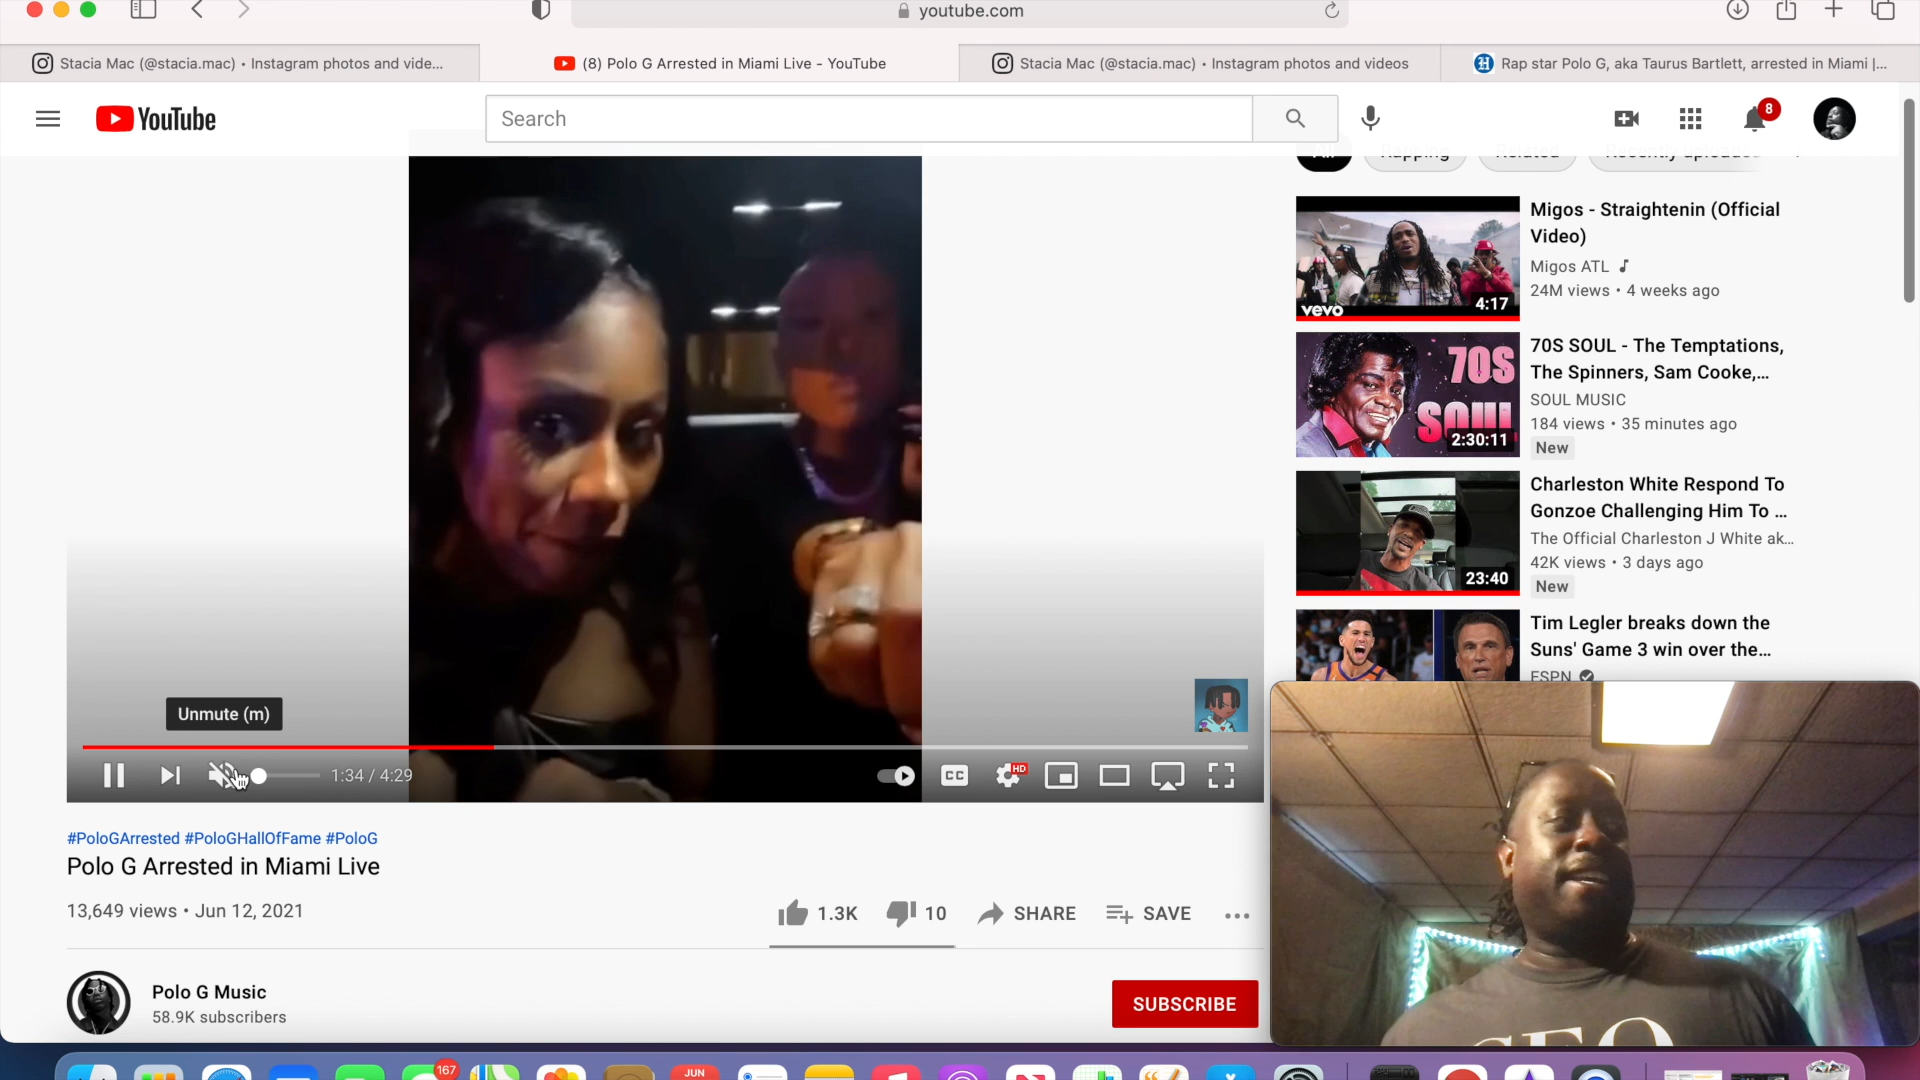 youtube.com
Stacia Mac (@stacia.mac) • Instagram photos and vide...
(8) Polo G Arrested in Miami Live - YouTube
Stacia Mac (@stacia.mac) • Instagram photos and videos
Rap star Polo G, aka Taurus Bartlett, arrested in Miami |...
YouTube
Search
8
All
Rapping
Related
Recently uploade
Migos - Straightenin (Official
Video)
Migos ATL
24M views • 4 weeks ago
vevo
4:17
70S SOUL - The Temptations,
The Spinners, Sam Cooke,...
SOUL MUSIC
184 views • 35 minutes ago
New
70S
SOUL
2:30:11
Charleston White Respond To
Gonzoe Challenging Him To ...
The Official Charleston J White ak...
42K views • 3 days ago
New
23:40
Tim Legler breaks down the
Suns' Game 3 win over the...
ESPN
Unmute (m)
1:34 / 4:29
CC
HD
#PoloGArrested #PoloGHallOfFame #PoloG
Polo G Arrested in Miami Live
13,649 views • Jun 12, 2021
1.3K
10
SHARE
SAVE
Polo G Music
58.9K subscribers
SUBSCRIBE
CEO
167
JUN